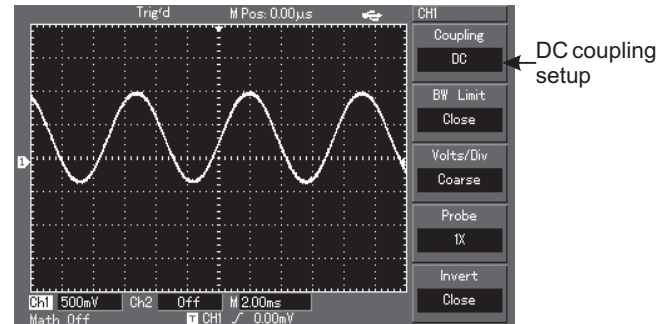 Trig'd M Pos: 0.00µs CH1
Coupling
DC
DC coupling
setup
BW Limit
Close
Volts/Div
Coarse
Probe
1X
Invert
Close
1
Ch1 500mV Ch2 Off M 2.00ms
Math Off T CH1 0.00mV